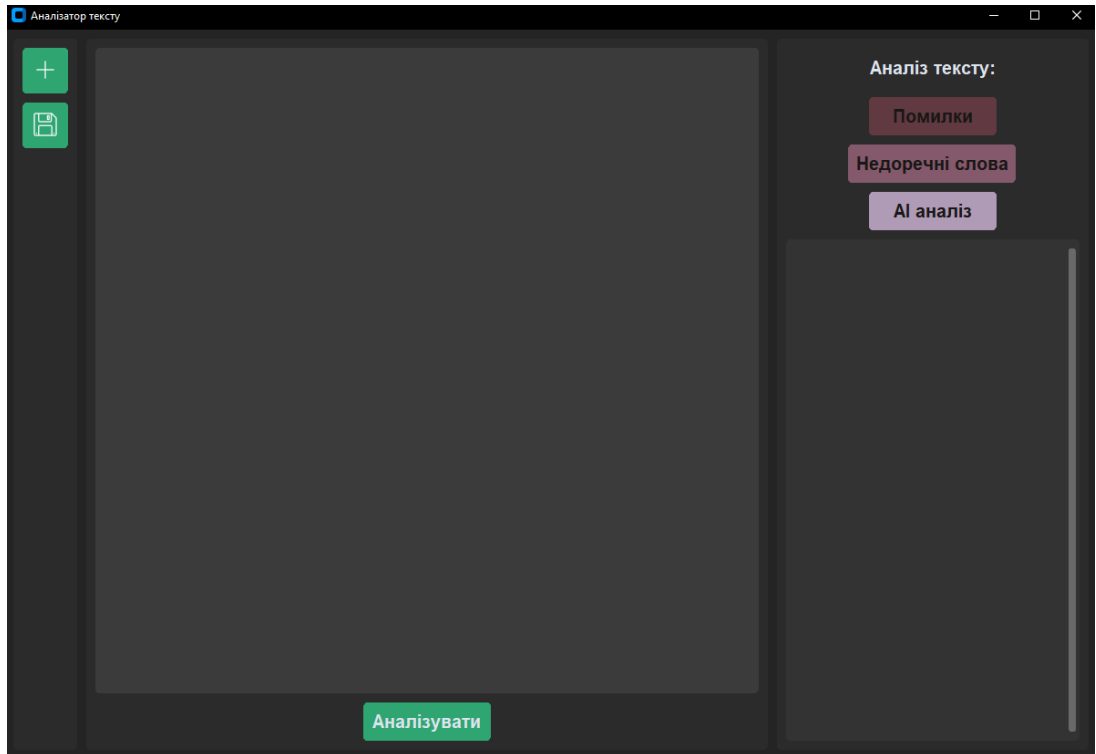 Аналізатор тексту
Аналіз тексту:
Помилки
Недоречні слова
AI аналіз
Аналізувати